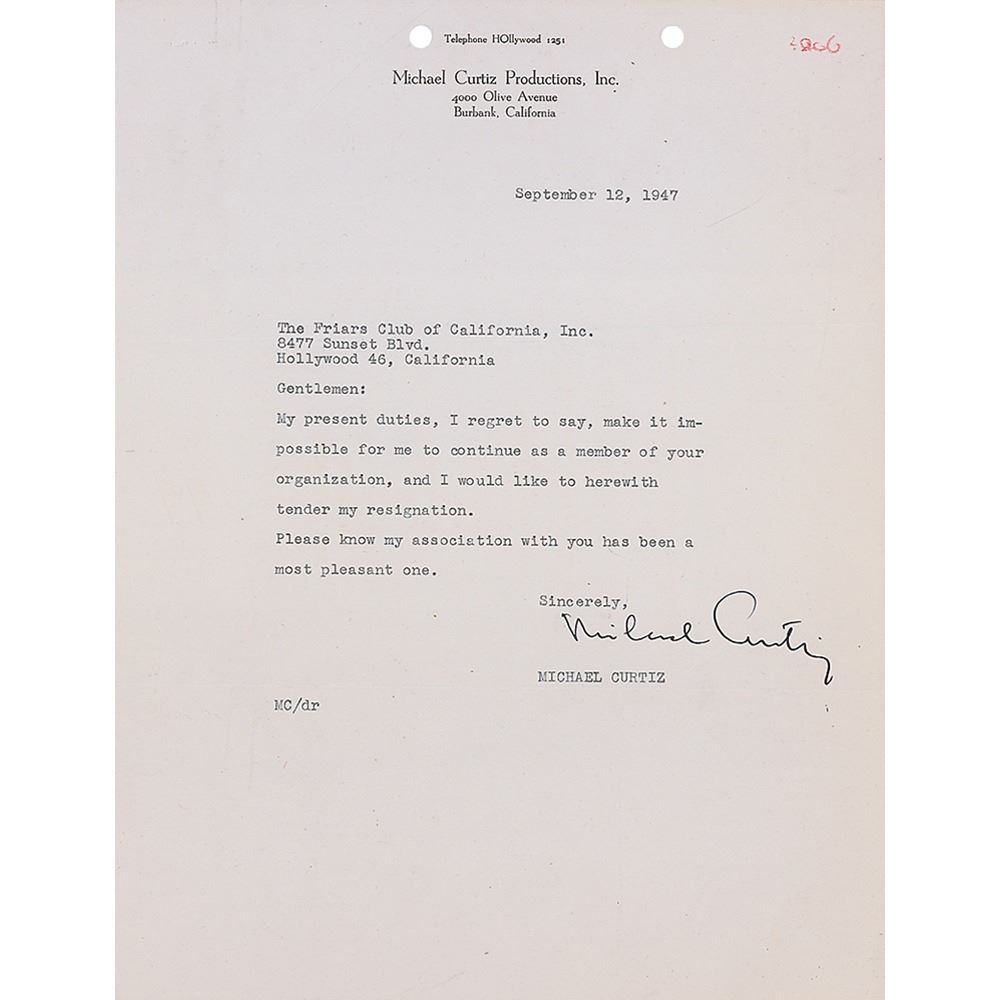 Telephone HOllywood 1251
Michael Curtiz Productions, Inc.
4000 Olive Avenue
Burbank, California
September 12, 1947
The Friars Club of California, Inc.
8477 Sunset Blvd.
Hollywood 46, California
Gentlemen:
My present duties, I regret to say, make it im-
possible for me to continue as a member of your
organization, and I would like to herewith
tender my resignation.
Please know my association with you has been a
most pleasant one.
Sincerely,
Michael Curtiz
MICHAEL CURTIZ
MC/dr